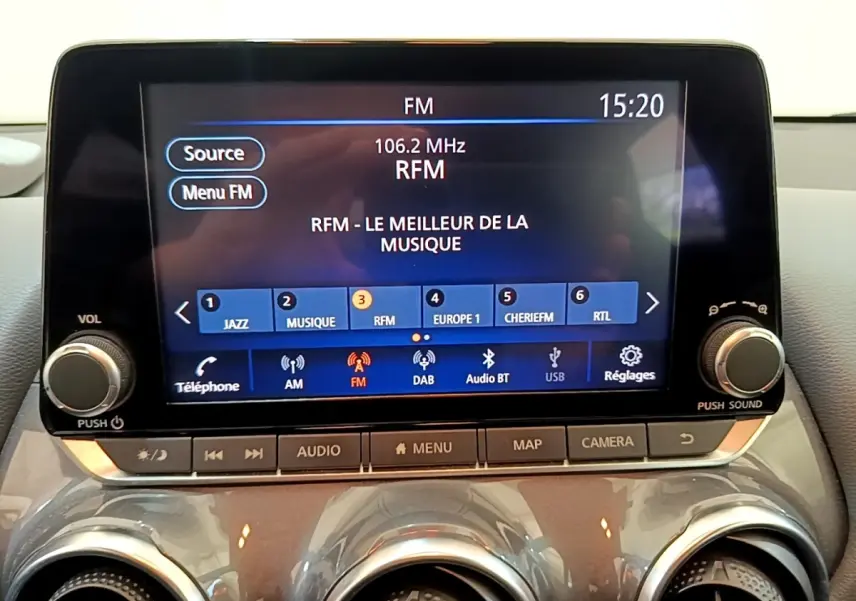 FM 15:20
Source
106.2 MHz
RFM
Menu FM
RFM - LE MEILLEUR DE LA
MUSIQUE
1 JAZZ
2 MUSIQUE
3 RFM
4 EUROPE 1
5 CHERIEFM
6 RTL
Téléphone
AM
FM
DAB
Audio BT
USB
Réglages
VOL
PUSH
PUSH SOUND
AUDIO
MENU
MAP
CAMERA